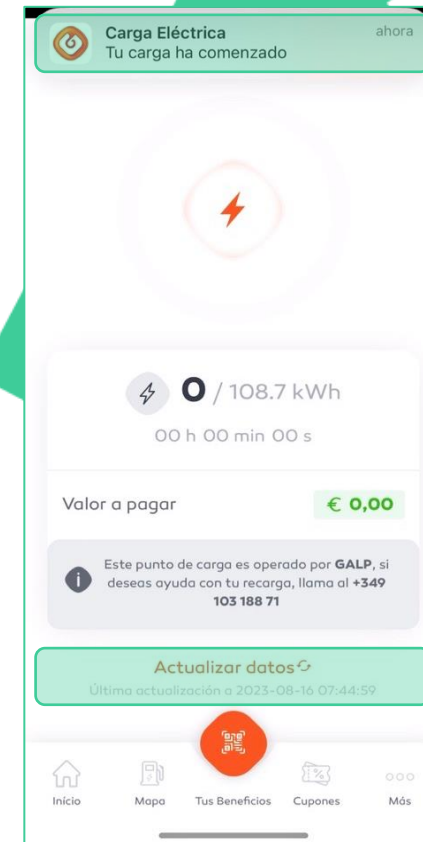 Carga Eléctrica
ahora
Tu carga ha comenzado
0 / 108.7 kWh
00 h 00 min 00 s
Valor a pagar
€ 0,00
Este punto de carga es operado por GALP, si
deseas ayuda con tu recarga, llama al +349
103 188 71
Actualizar datos
Última actualización a 2023-08-16 07:44:59
Início
Mapa
Tus Beneficios
Cupones
Más